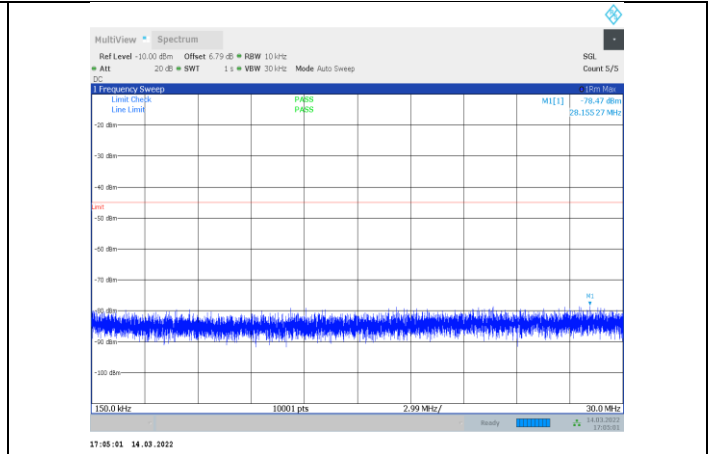 MultiView Spectrum
Ref Level -10.00 dBm Offset 6.79 dB RBW 10 kHz SGL
Att 20 dB SWT 1 s VBW 30 kHz Mode Auto Sweep Count 5/5
DC
1 Frequency Sweep 1Rm Max
Limit Check PASS M1[1] -78.47 dBm
Line Limit PASS 28.155 27 MHz
-20 dBm
-30 dBm
-40 dBm
Limit
-50 dBm
-60 dBm
-70 dBm
M1
-80 dBm
-90 dBm
-100 dBm
150.0 kHz 10001 pts 2.99 MHz/ 30.0 MHz
Ready 14.03.2022
17:05:01
17:05:01 14.03.2022